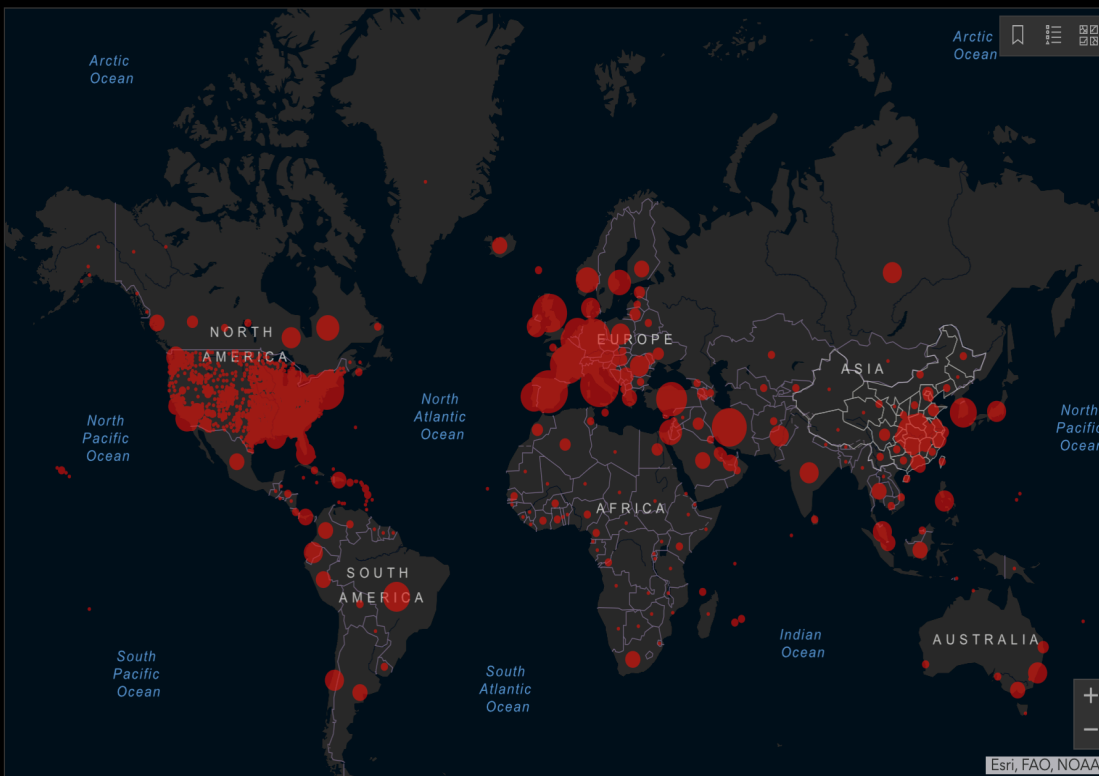 Arctic
Ocean
Arctic
Ocean
NORTH
AMERICA
EUROPE
ASIA
North
Pacific
Ocean
North
Atlantic
Ocean
North
Pacific
Ocean
AFRICA
SOUTH
AMERICA
Indian
Ocean
AUSTRALIA
South
Pacific
Ocean
South
Atlantic
Ocean
+
−
Esri, FAO, NOAA